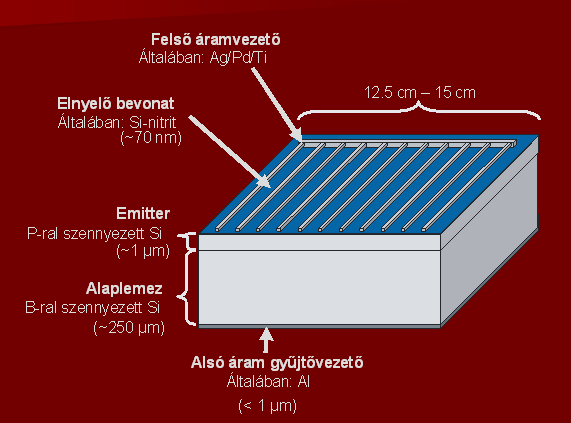 Felső áramvezető
Általában: Ag/Pd/Ti
12.5 cm – 15 cm
Elnyelő bevonat
Általában: Si-nitrit
(~70 nm)
Emitter
P-ral szennyezett Si
(~1 µm)
Alaplemez
B-ral szennyezett Si
(~250 µm)
Alsó áram gyűjtővezető
Általában: Al
(< 1 µm)